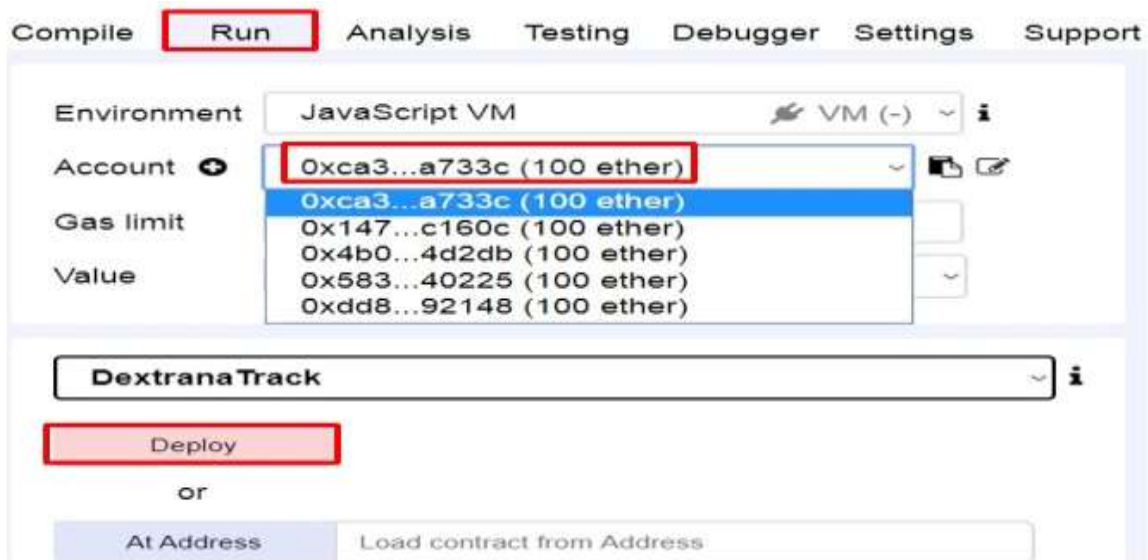 Compile Run Analysis Testing Debugger Settings Support
Environment JavaScript VM VM (-)
Account 0xca3...a733c (100 ether)
0xca3...a733c (100 ether)
Gas limit 0x147...c160c (100 ether)
0x4b0...4d2db (100 ether)
Value 0x583...40225 (100 ether)
0xdd8...92148 (100 ether)
DextranaTrack
Deploy
or
At Address Load contract from Address